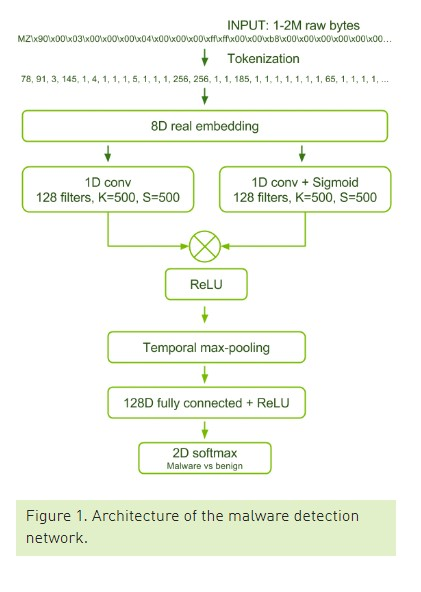 INPUT: 1-2M raw bytes
MZ\x90\x00\x03\x00\x00\x00\x04\x00\x00\x00\xff\xff\x00\x00\xb8\x00\x00\x00\x00\x00\x00...
Tokenization
78, 91, 3, 145, 1, 4, 1, 1, 1, 5, 1, 1, 1, 256, 256, 1, 1, 185, 1, 1, 1, 1, 1, 1, 1, 65, 1, 1, 1, 1, ...
8D real embedding
1D conv
128 filters, K=500, S=500
1D conv + Sigmoid
128 filters, K=500, S=500
ReLU
Temporal max-pooling
128D fully connected + ReLU
2D softmax
Malware vs benign
Figure 1. Architecture of the malware detection
network.